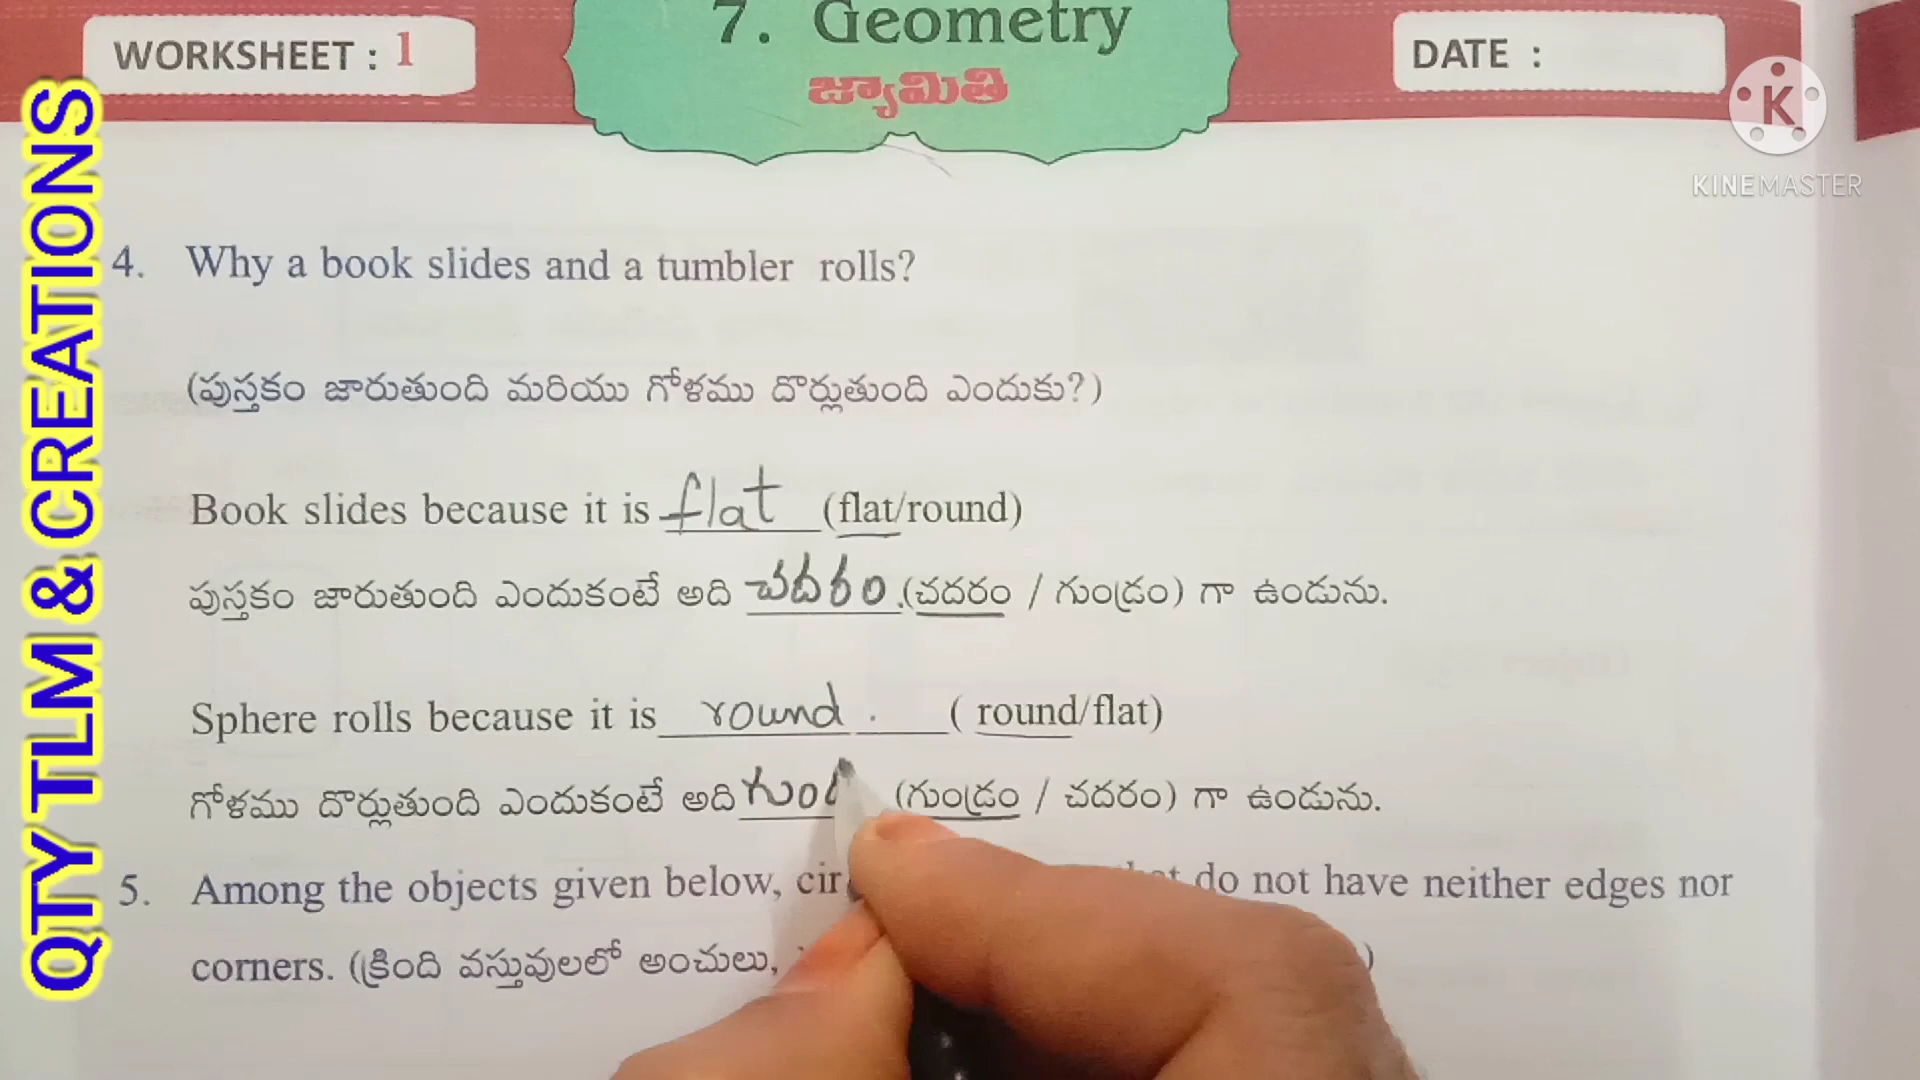 WORKSHEET : 1
7. Geometry
జ్యామితి
DATE :
K
KINEMASTER
QTY TLM & CREATIONS
4. Why a book slides and a tumbler rolls?
(పుస్తకం జారుతుంది మరియు గోళము దొర్లుతుంది ఎందుకు?)
Book slides because it is flat (flat/round)
పుస్తకం జారుతుంది ఎందుకంటే అది చదరం.(చదరం / గుండ్రం) గా ఉండును.
Sphere rolls because it is round. ( round/flat)
గోళము దొర్లుతుంది ఎందుకంటే అది (గుండ్రం / చదరం) గా ఉండును.
5. Among the objects given below, do not have neither edges nor
corners. (క్రింది వస్తువులలో అంచులు,